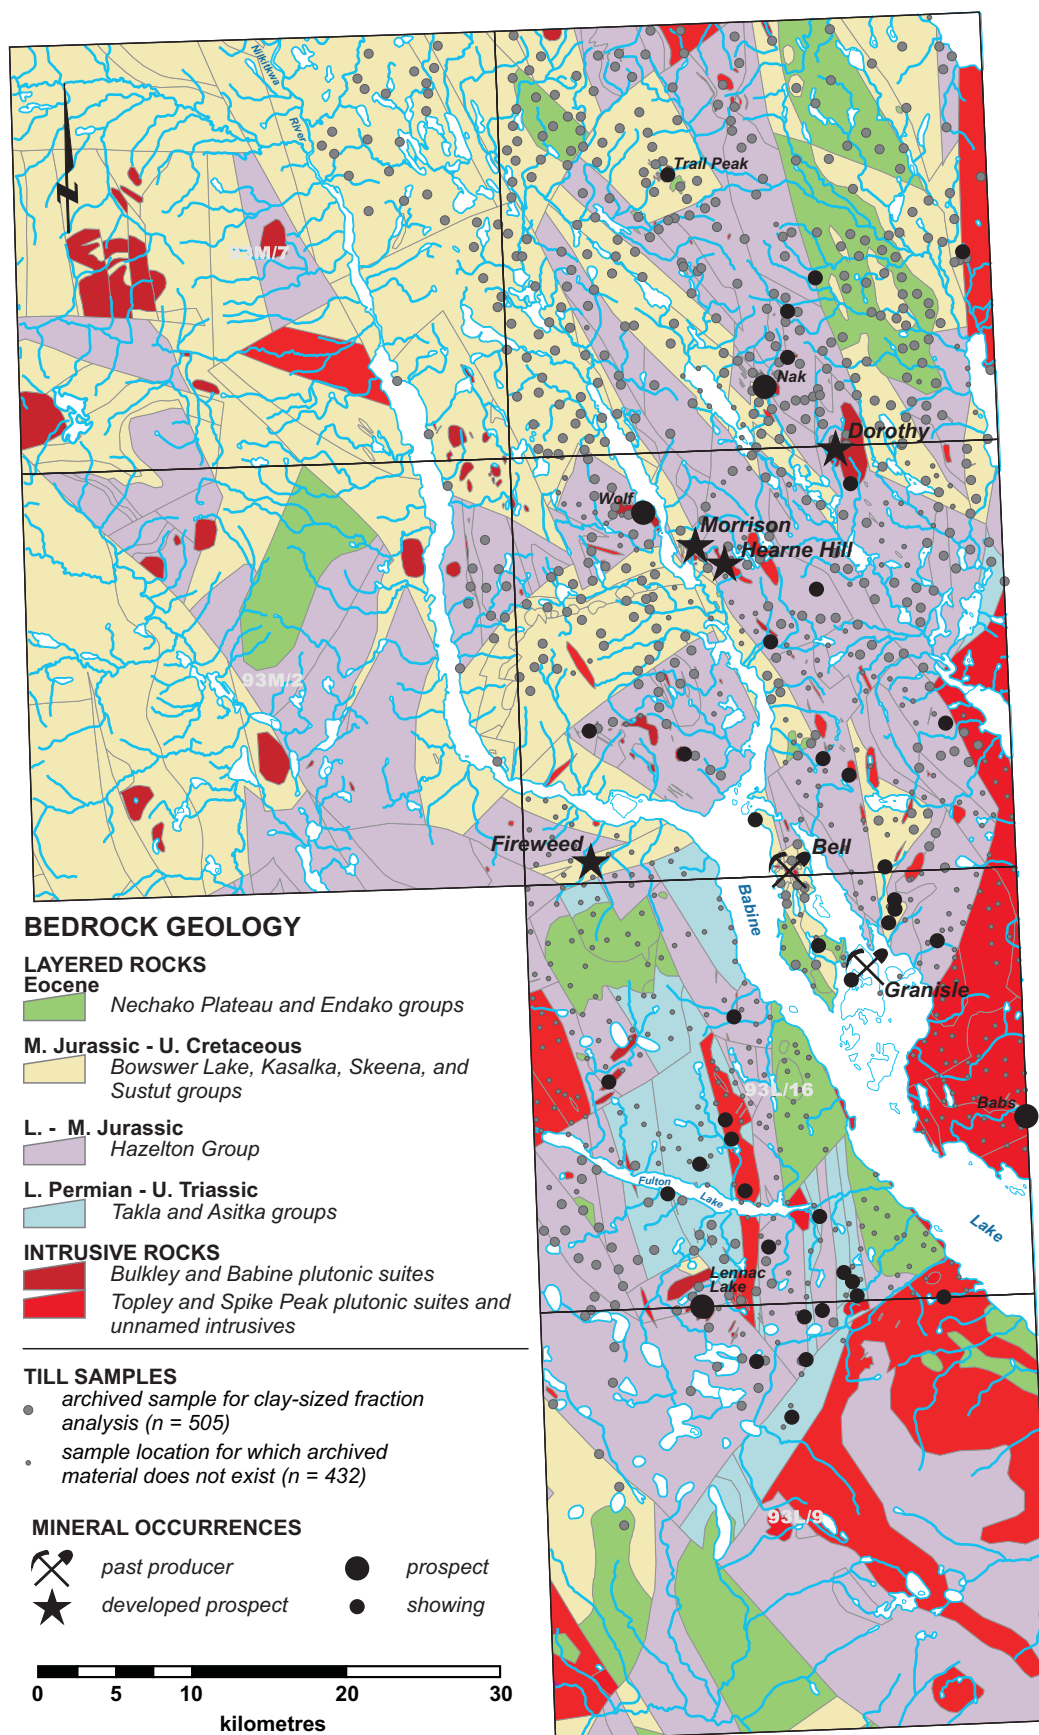 Nilkitkwa
River
Trail Peak
93M/7
Nak
Dorothy
Wolf
Morrison
Hearne Hill
93M/2
Fireweed
Bell
Babine
Granisle
93L/16
Babs
Fulton
Lake
Lake
Lennac
Lake
93L/9
BEDROCK GEOLOGY
LAYERED ROCKS
Eocene
Nechako Plateau and Endako groups
M. Jurassic - U. Cretaceous
Bowswer Lake, Kasalka, Skeena, and
Sustut groups
L. - M. Jurassic
Hazelton Group
L. Permian - U. Triassic
Takla and Asitka groups
INTRUSIVE ROCKS
Bulkley and Babine plutonic suites
Topley and Spike Peak plutonic suites and
unnamed intrusives
TILL SAMPLES
archived sample for clay-sized fraction
analysis (n = 505)
sample location for which archived
material does not exist (n = 432)
MINERAL OCCURRENCES
past producer
prospect
developed prospect
showing
0 5 10 20 30
kilometres